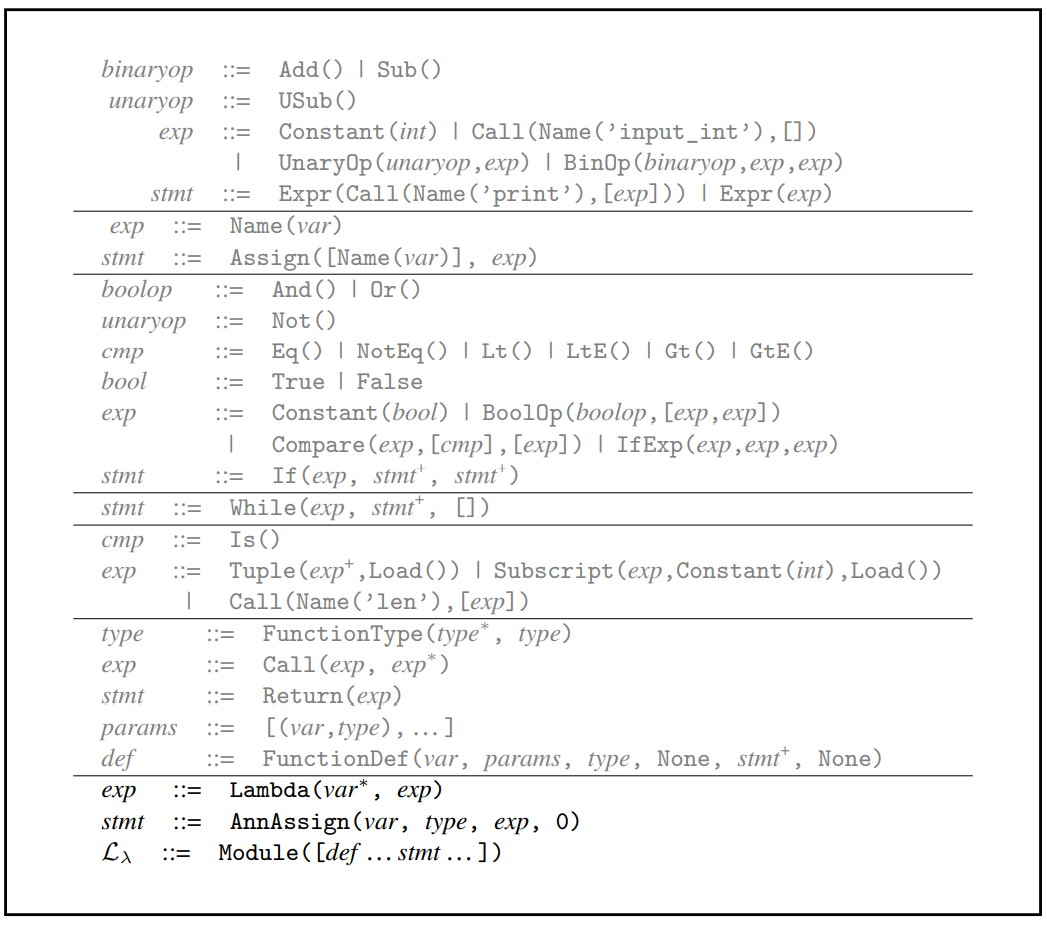 binaryop ::= Add() | Sub()
unaryop ::= USub()
exp ::= Constant(int) | Call(Name('input_int'),[])
| UnaryOp(unaryop,exp) | BinOp(binaryop,exp,exp)
stmt ::= Expr(Call(Name('print'),[exp])) | Expr(exp)
exp ::= Name(var)
stmt ::= Assign([Name(var)], exp)
boolop ::= And() | Or()
unaryop ::= Not()
cmp ::= Eq() | NotEq() | Lt() | LtE() | Gt() | GtE()
bool ::= True | False
exp ::= Constant(bool) | BoolOp(boolop,[exp,exp])
| Compare(exp,[cmp],[exp]) | IfExp(exp,exp,exp)
stmt ::= If(exp, stmt⁺, stmt⁺)
stmt ::= While(exp, stmt⁺, [])
cmp ::= Is()
exp ::= Tuple(exp⁺,Load()) | Subscript(exp,Constant(int),Load())
| Call(Name('len'),[exp])
type ::= FunctionType(type*, type)
exp ::= Call(exp, exp*)
stmt ::= Return(exp)
params ::= [(var,type),…]
def ::= FunctionDef(var, params, type, None, stmt⁺, None)
exp ::= Lambda(var*, exp)
stmt ::= AnnAssign(var, type, exp, 0)
ℒλ ::= Module([def … stmt …])